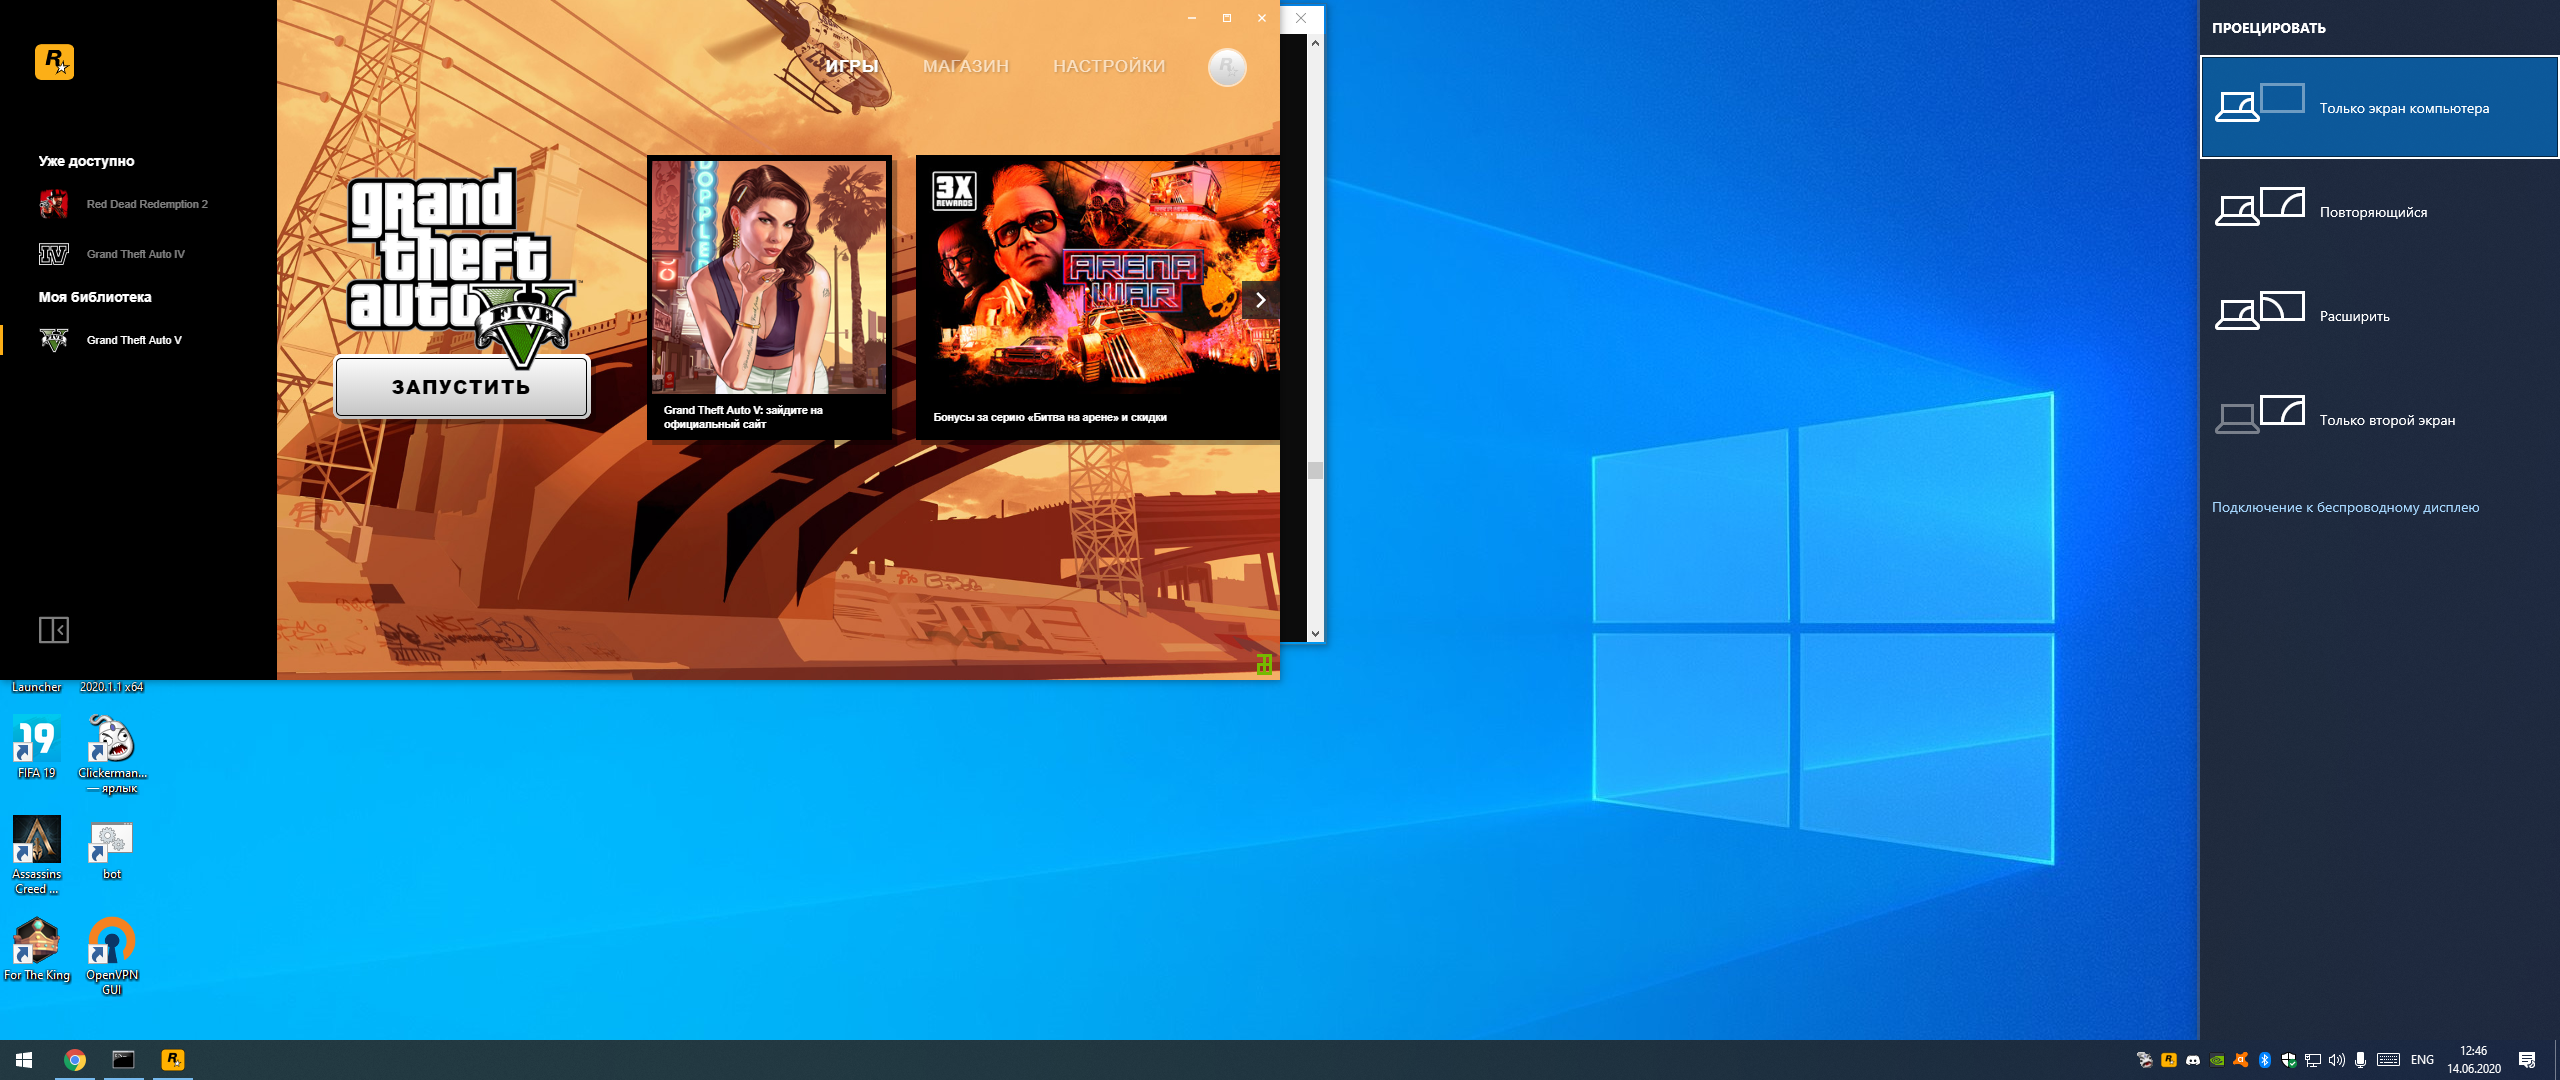 ИГРЫ
МАГАЗИН
НАСТРОЙКИ
Уже доступно
Red Dead Redemption 2
Grand Theft Auto IV
Моя библиотека
Grand Theft Auto V
grand
theft
auto
FIVE
ЗАПУСТИТЬ
Grand Theft Auto V: зайдите на
официальный сайт
3X
REWARDS
ARENA
WAR
Бонусы за серию «Битва на арене» и скидки
Launcher
2020.1.1 x64
19
FIFA 19
Clickerman...
— ярлык
Assassins
Creed ...
bot
For The King
OpenVPN
GUI
ПРОЕЦИРОВАТЬ
Только экран компьютера
Повторяющийся
Расширить
Только второй экран
Подключение к беспроводному дисплею
ENG
12:46
14.06.2020